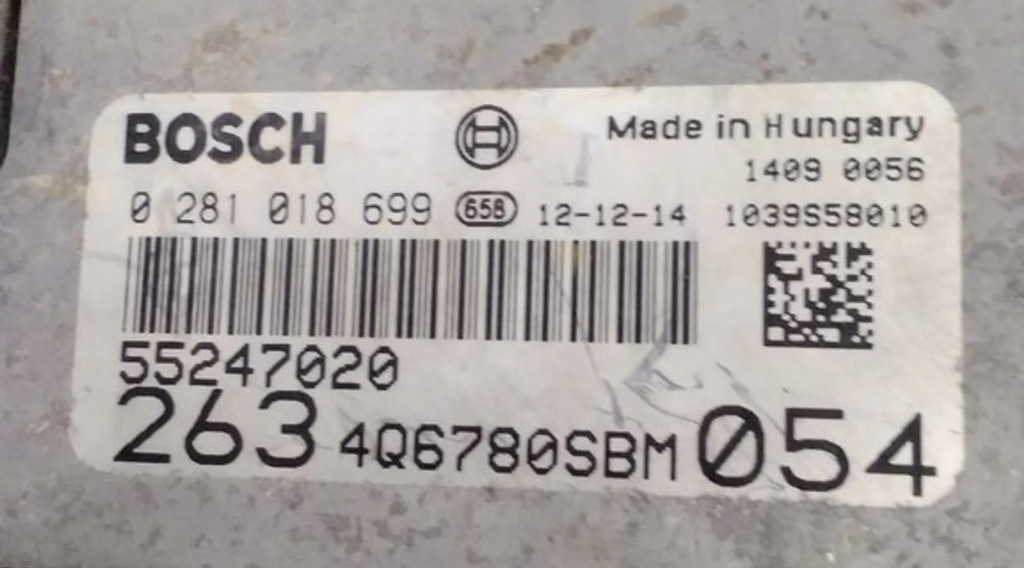 BOSCH Made in Hungary
1409 0056
0 281 018 699 658 12-12-14 1039S58010
55247020
263 4Q6780SBM 054